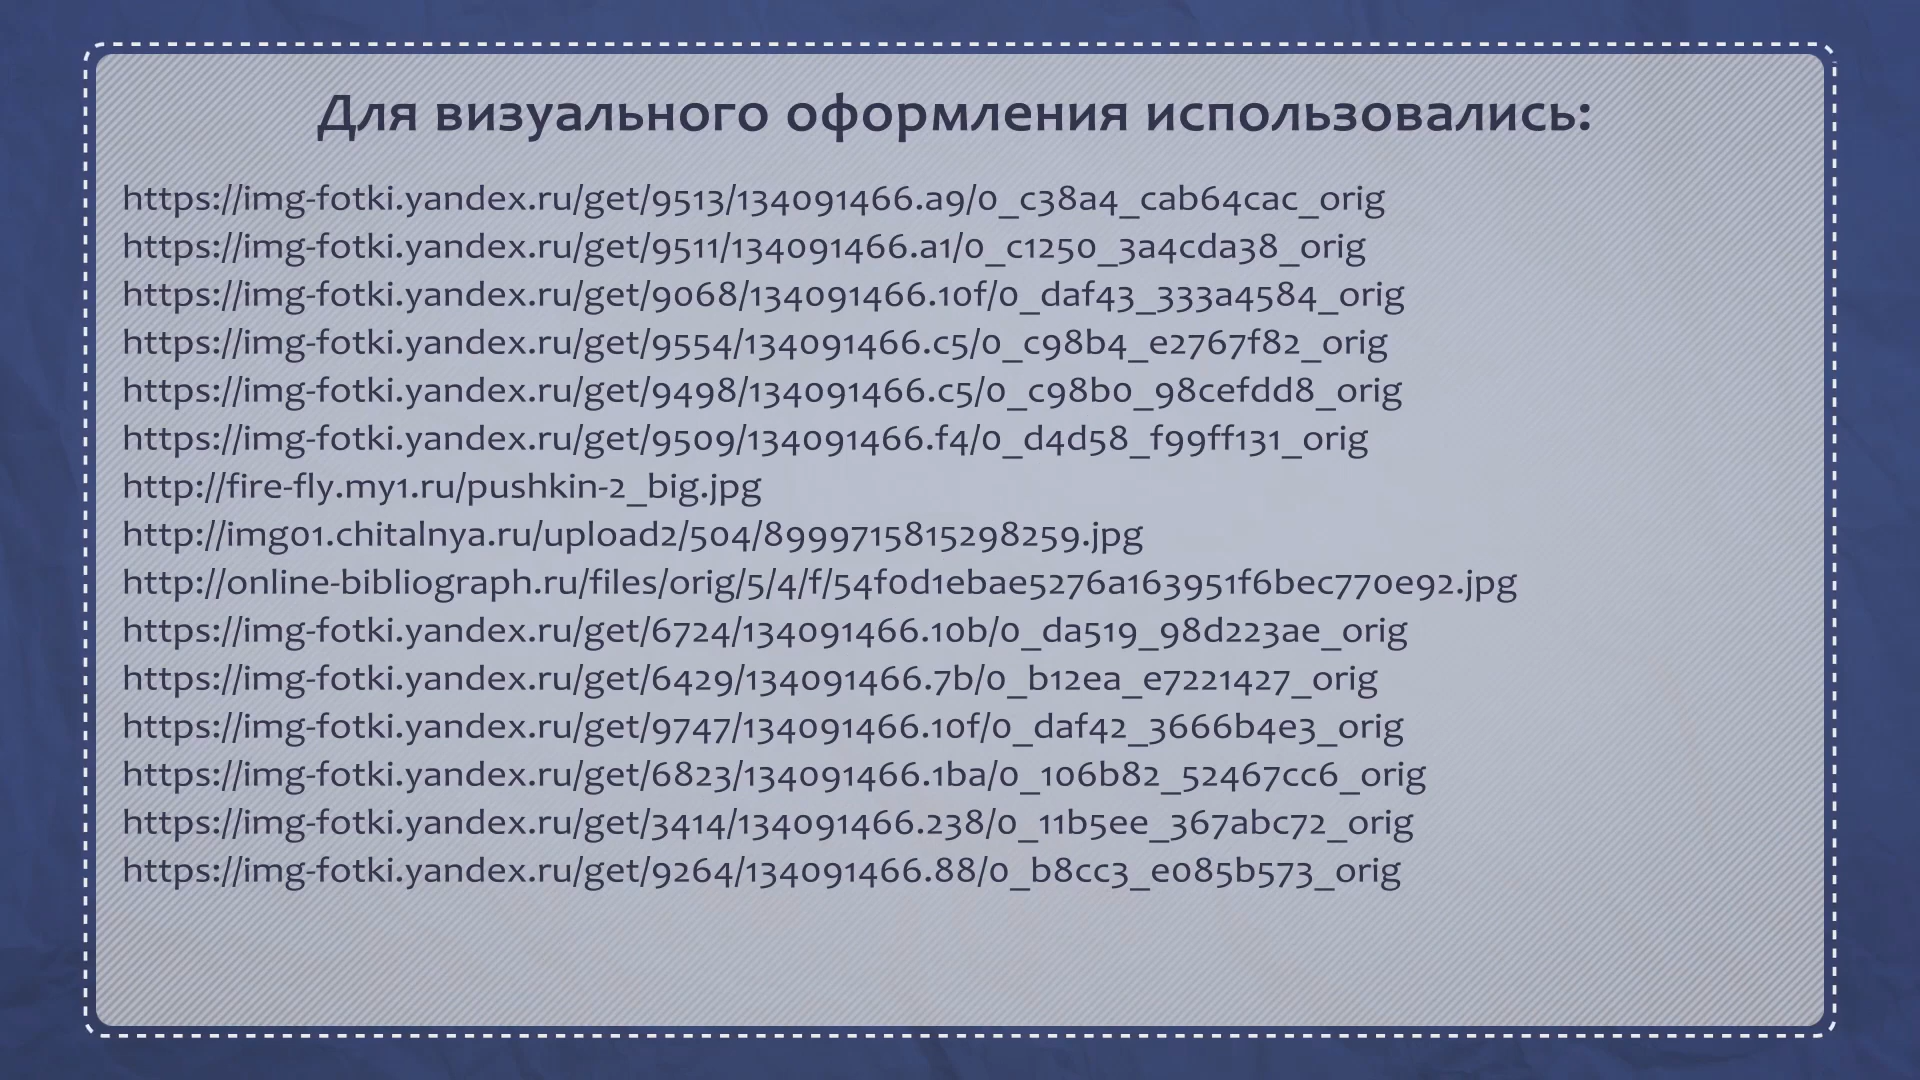 Для визуального оформления использовались:
https://img-fotki.yandex.ru/get/9513/134091466.a9/0_c38a4_cab64cac_orig
https://img-fotki.yandex.ru/get/9511/134091466.a1/0_c1250_3a4cda38_orig
https://img-fotki.yandex.ru/get/9068/134091466.10f/0_daf43_333a4584_orig
https://img-fotki.yandex.ru/get/9554/134091466.c5/0_c98b4_e2767f82_orig
https://img-fotki.yandex.ru/get/9498/134091466.c5/0_c98b0_98cefdd8_orig
https://img-fotki.yandex.ru/get/9509/134091466.f4/0_d4d58_f99ff131_orig
http://fire-fly.my1.ru/pushkin-2_big.jpg
http://img01.chitalnya.ru/upload2/504/8999715815298259.jpg
http://online-bibliograph.ru/files/orig/5/4/f/54f0d1ebae5276a163951f6bec770e92.jpg
https://img-fotki.yandex.ru/get/6724/134091466.10b/0_da519_98d223ae_orig
https://img-fotki.yandex.ru/get/6429/134091466.7b/0_b12ea_e7221427_orig
https://img-fotki.yandex.ru/get/9747/134091466.10f/0_daf42_3666b4e3_orig
https://img-fotki.yandex.ru/get/6823/134091466.1ba/0_106b82_52467cc6_orig
https://img-fotki.yandex.ru/get/3414/134091466.238/0_11b5ee_367abc72_orig
https://img-fotki.yandex.ru/get/9264/134091466.88/0_b8cc3_e085b573_orig